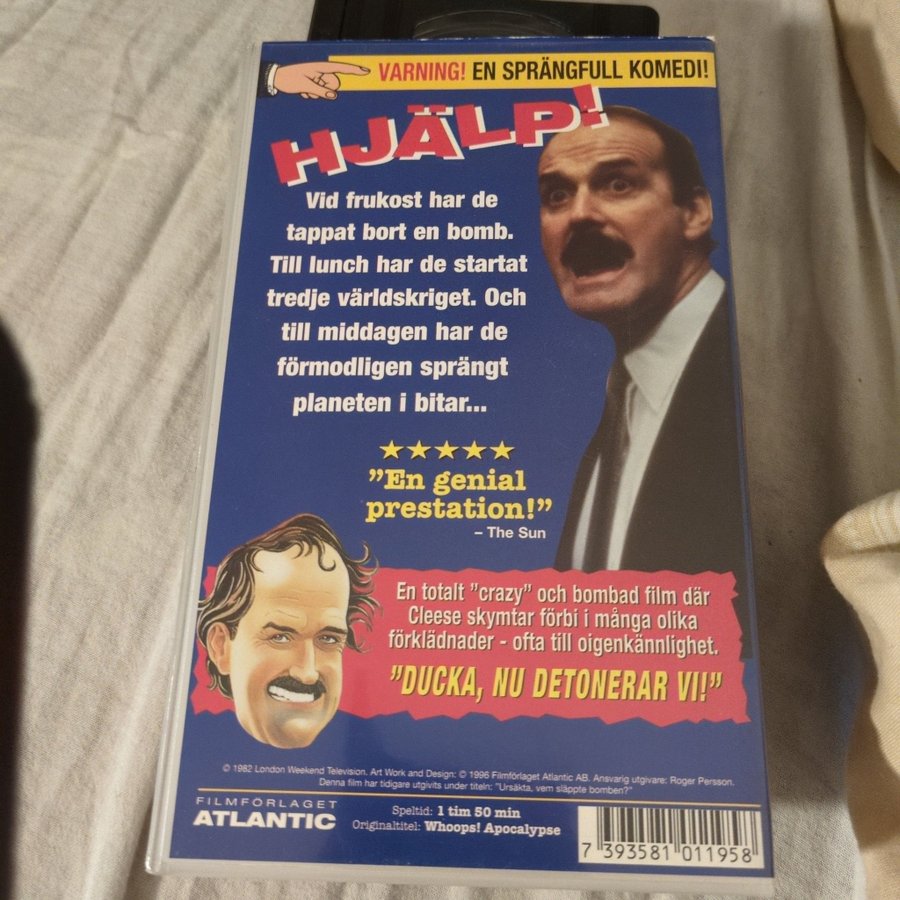 VARNING! EN SPRÄNGFULL KOMEDI!
HJÄLP!
Vid frukost har de
tappat bort en bomb.
Till lunch har de startat
tredje världskriget. Och
till middagen har de
förmodligen sprängt
planeten i bitar...
”En genial
prestation!”
– The Sun
En totalt ”crazy” och bombad film där
Cleese skymtar förbi i många olika
förklädnader - ofta till oigenkännlighet.
”DUCKA, NU DETONERAR VI!”
© 1982 London Weekend Television. Art Work and Design: © 1996 Filmförlaget Atlantic AB. Ansvarig utgivare: Roger Persson.
Denna film har tidigare utgivits under titeln: ”Ursäkta, vem släppte bomben?”
FILMFÖRLAGET
ATLANTIC
Speltid: 1 tim 50 min
Originaltitel: Whoops! Apocalypse
7 393581 011958